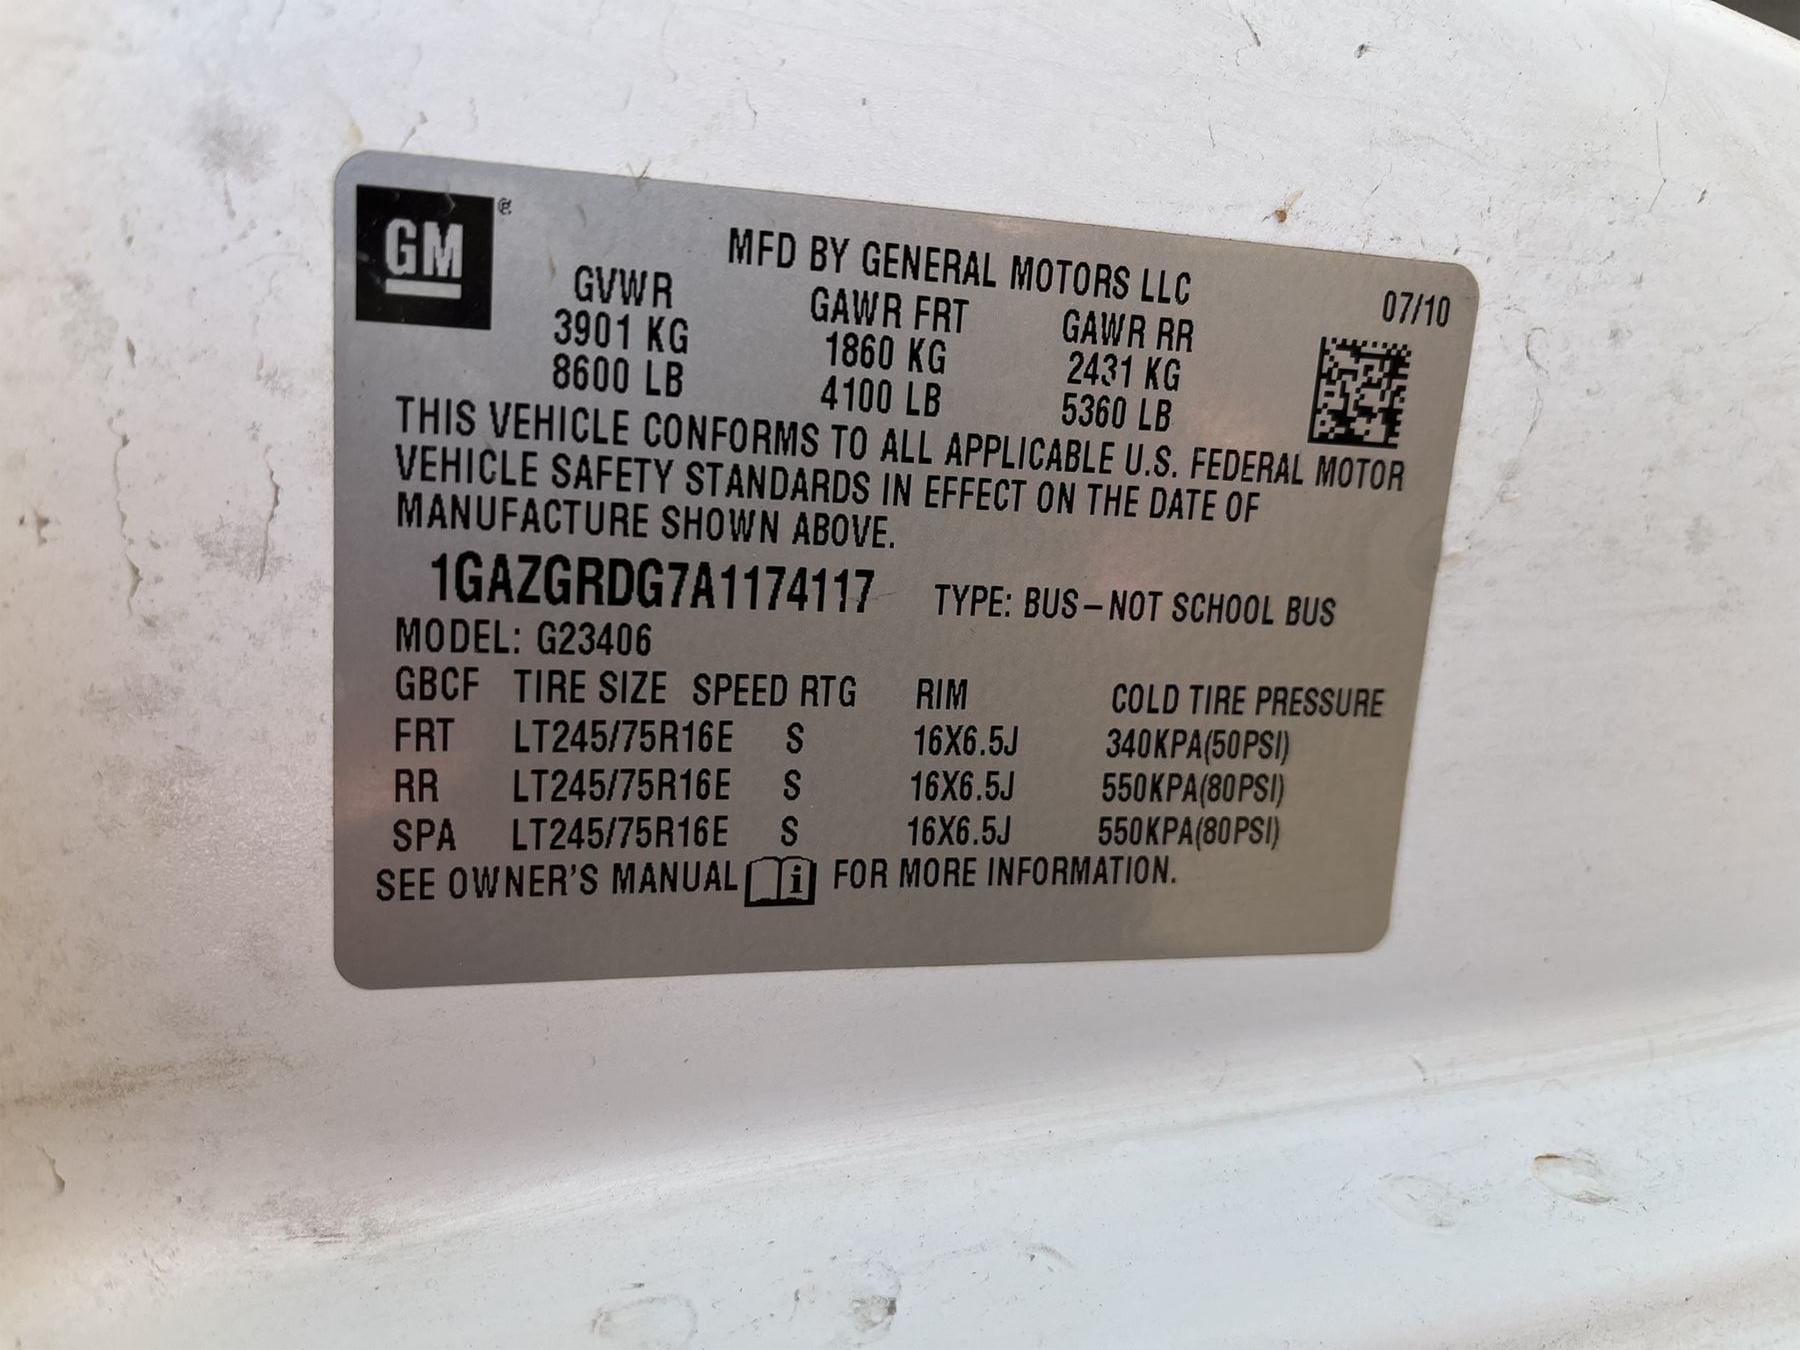 GM®
MFD BY GENERAL MOTORS LLC
07/10
GVWR GAWR FRT GAWR RR
3901 KG 1860 KG 2431 KG
8600 LB 4100 LB 5360 LB
THIS VEHICLE CONFORMS TO ALL APPLICABLE U.S. FEDERAL MOTOR
VEHICLE SAFETY STANDARDS IN EFFECT ON THE DATE OF
MANUFACTURE SHOWN ABOVE.
1GAZGRDG7A1174117 TYPE: BUS–NOT SCHOOL BUS
MODEL: G23406
GBCF TIRE SIZE SPEED RTG RIM COLD TIRE PRESSURE
FRT LT245/75R16E S 16X6.5J 340KPA(50PSI)
RR LT245/75R16E S 16X6.5J 550KPA(80PSI)
SPA LT245/75R16E S 16X6.5J 550KPA(80PSI)
SEE OWNER'S MANUAL i FOR MORE INFORMATION.